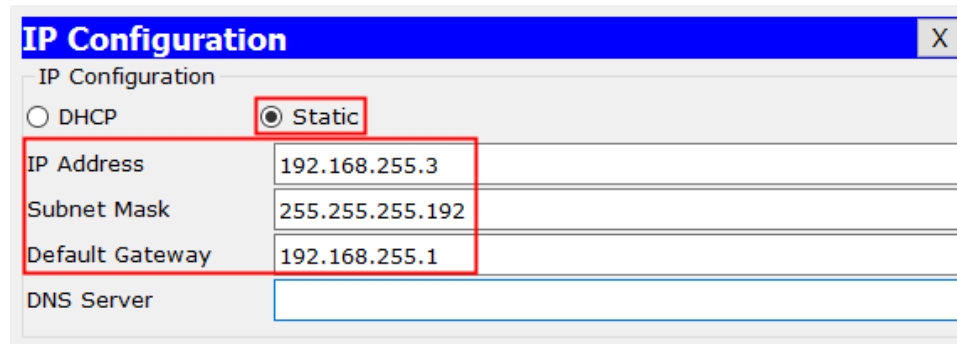 IP Configuration X
IP Configuration
DHCP Static
IP Address 192.168.255.3
Subnet Mask 255.255.255.192
Default Gateway 192.168.255.1
DNS Server